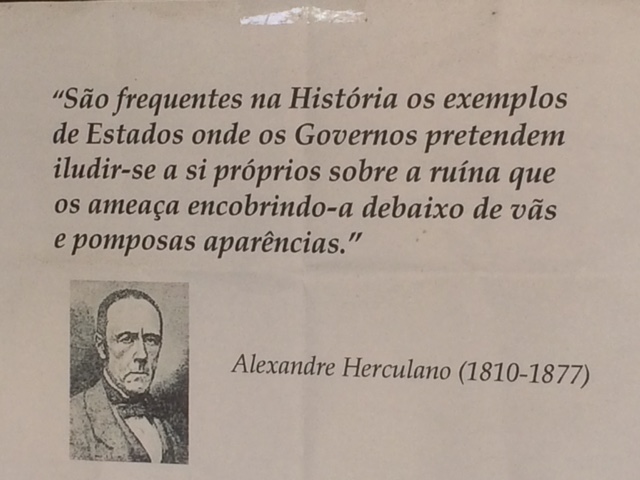 “São frequentes na História os exemplos
de Estados onde os Governos pretendem
iludir-se a si próprios sobre a ruína que
os ameaça encobrindo-a debaixo de vãs
e pomposas aparências.”
Alexandre Herculano (1810-1877)